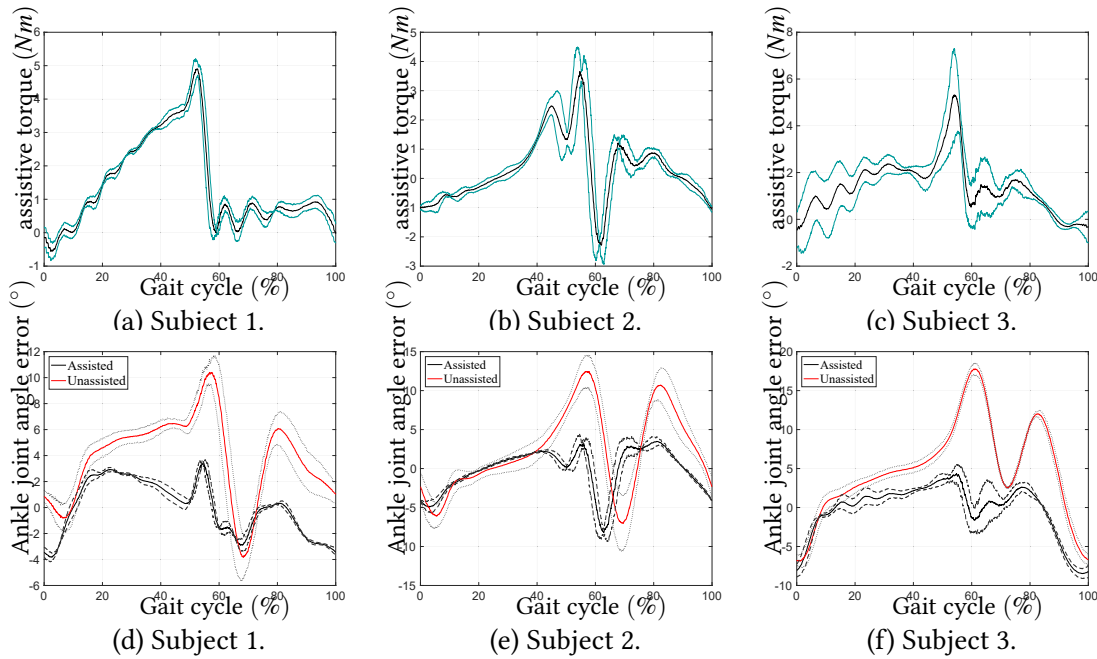 assistive torque (Nm)
6
5
4
3
2
1
0
-1
0 20 40 60 80 100
Gait cycle (%)
(a) Subject 1.
assistive torque (Nm)
5
4
3
2
1
0
-1
-2
-3
0 20 40 60 80 100
Gait cycle (%)
(b) Subject 2.
assistive torque (Nm)
8
6
4
2
0
-2
0 20 40 60 80 100
Gait cycle (%)
(c) Subject 3.
Ankle joint angle error (°)
12
10
8
6
4
2
0
-2
-4
-6
Assisted
Unassisted
0 20 40 60 80 100
Gait cycle (%)
(d) Subject 1.
Ankle joint angle error (°)
15
10
5
0
-5
-10
-15
Assisted
Unassisted
0 20 40 60 80 100
Gait cycle (%)
(e) Subject 2.
Ankle joint angle error (°)
20
15
10
5
0
-5
-10
Assisted
Unassisted
0 20 40 60 80 100
Gait cycle (%)
(f) Subject 3.